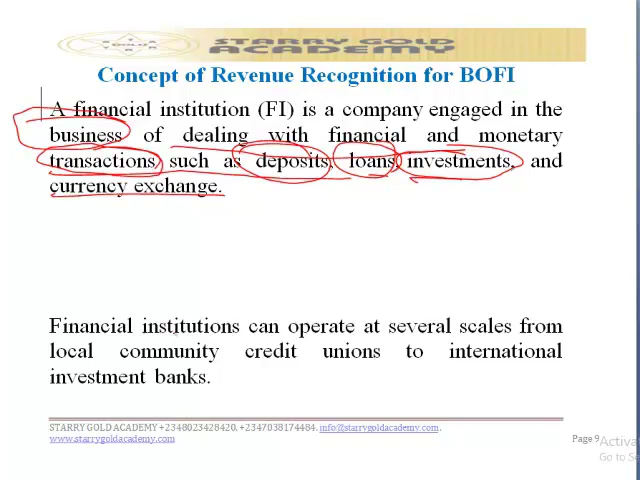 STARRY GOLD
ACADEMY
Concept of Revenue Recognition for BOFI
A financial institution (FI) is a company engaged in the
business of dealing with financial and monetary
transactions, such as deposits, loans, investments, and
currency exchange.
Financial institutions can operate at several scales from
local community credit unions to international
investment banks.
STARRY GOLD ACADEMY +2348023428420. +2347038174484. info@starrygoldacademy.com.
www.starrygoldacademy.com Page 9
Activa
Go to Se